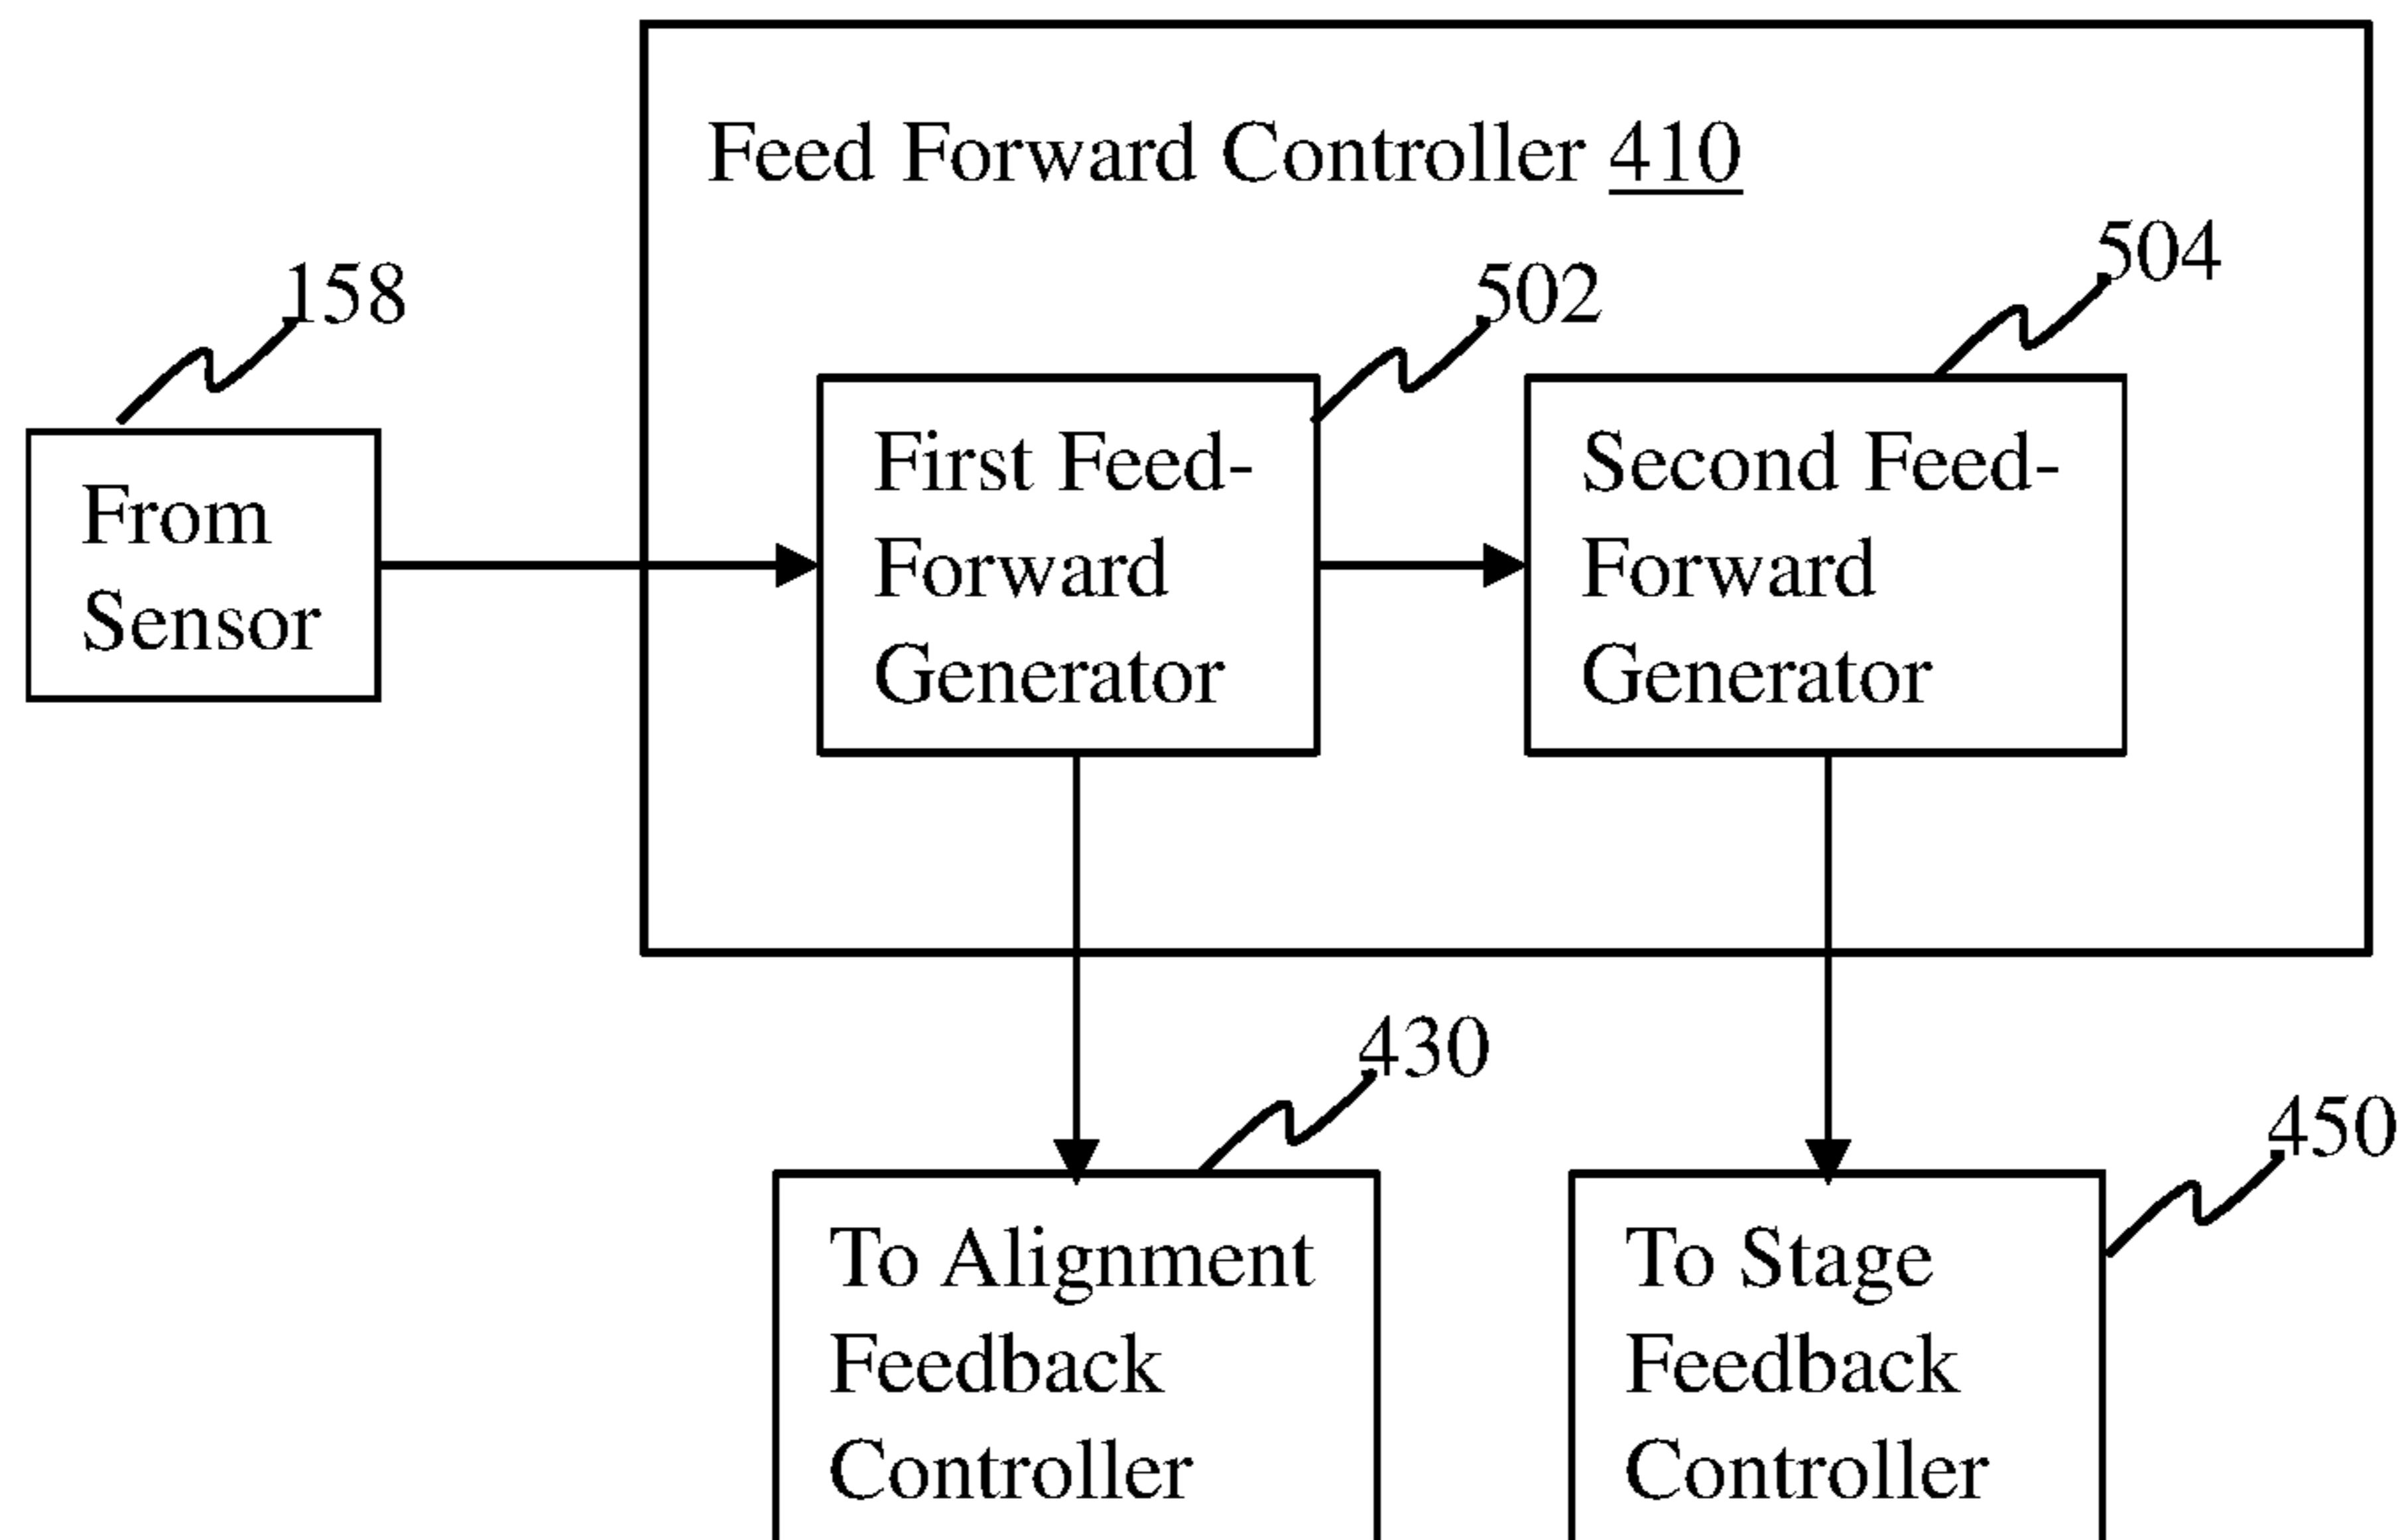 Feed Forward Controller 410
504
158
502
From
Sensor
First Feed-
Forward
Generator
Second Feed-
Forward
Generator
430
450
To Alignment
Feedback
Controller
To Stage
Feedback
Controller